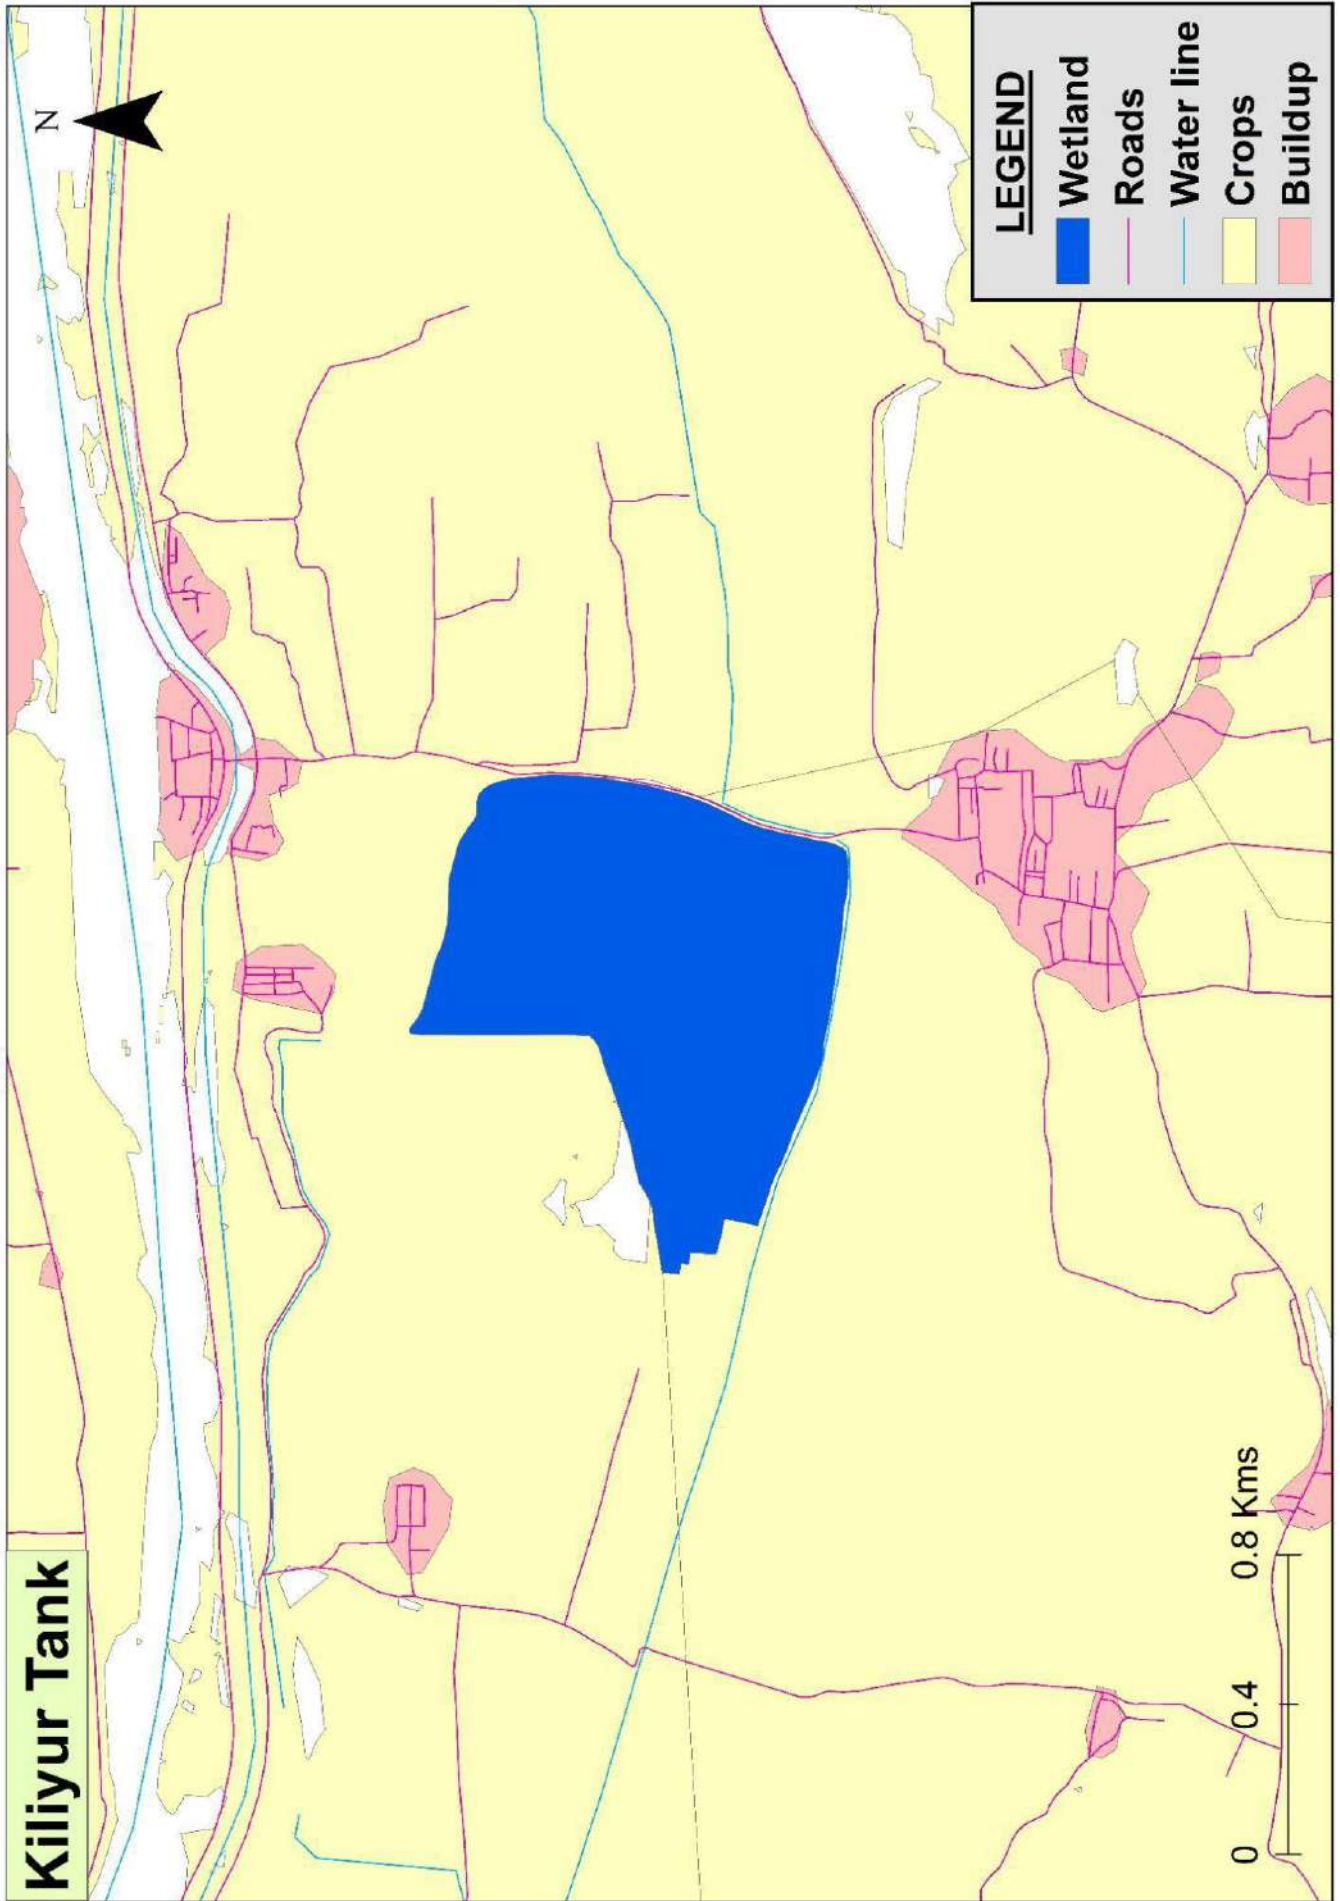 Kiliyur Tank
N
LEGEND
Wetland
Roads
Water line
Crops
Buildup
0 0.4 0.8 Kms